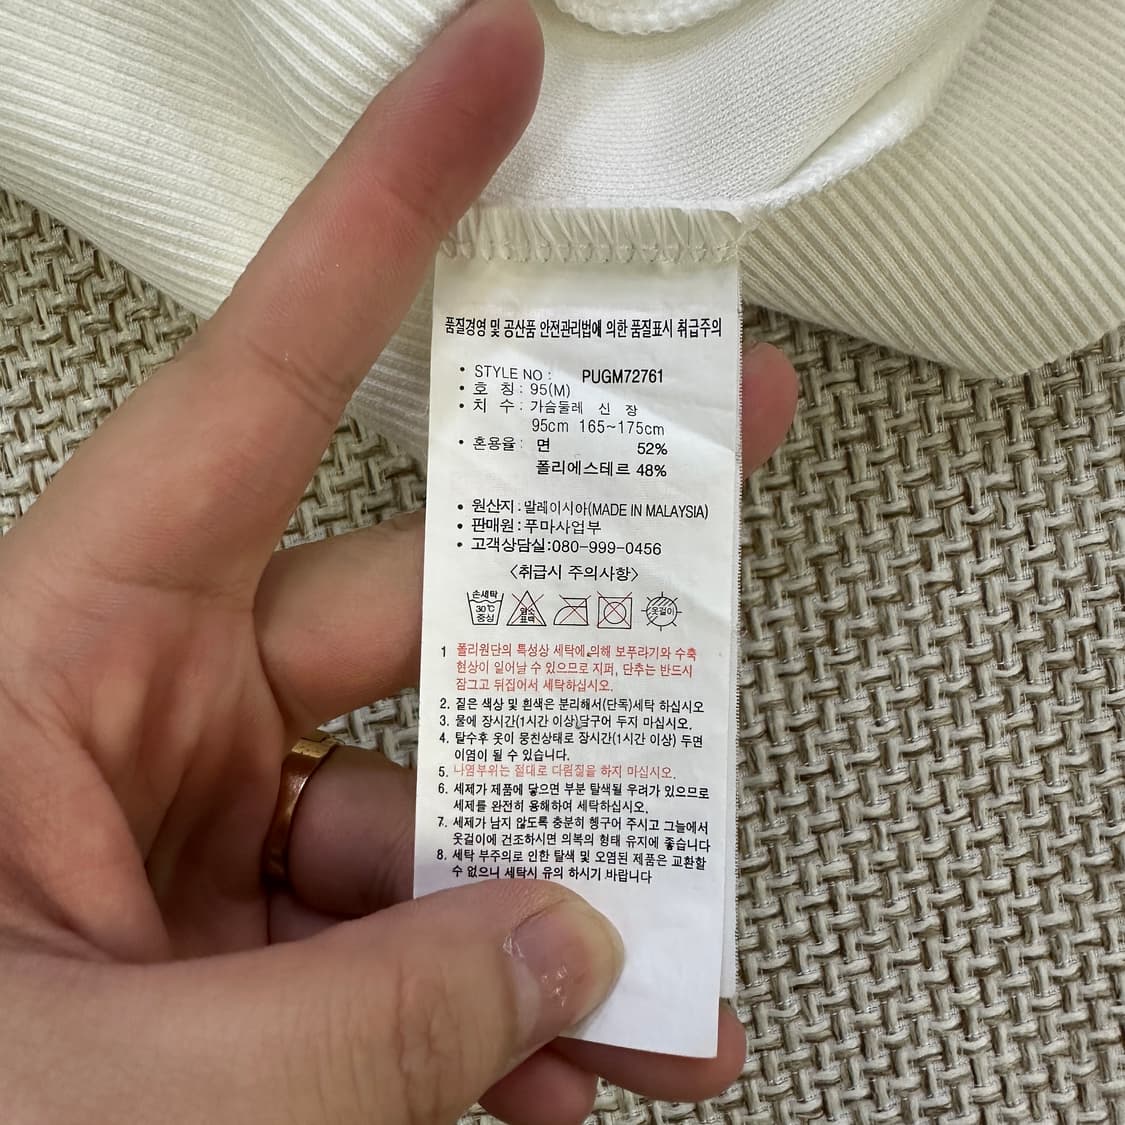 품질경영 및 공산품 안전관리법에 의한 품질표시 취급주의
• STYLE NO : PUGM72761
• 호 칭 : 95(M)
• 치 수 : 가슴둘레 신 장
95cm 165~175cm
• 혼용율 : 면 52%
폴리에스테르 48%
• 원산지 : 말레이시아(MADE IN MALAYSIA)
• 판매원 : 푸마사업부
• 고객상담실:080-999-0456
<취급시 주의사항>
손세탁
30℃
중성
염소
표백
옷걸이
1 폴리원단의 특성상 세탁에 의해 보푸라기와 수축
현상이 일어날 수 있으므로 지퍼, 단추는 반드시
잠그고 뒤집어서 세탁하십시오.
2. 짙은 색상 및 흰색은 분리해서(단독)세탁 하십시오
3. 물에 장시간(1시간 이상)담구어 두지 마십시오.
4. 탈수후 옷이 뭉친상태로 장시간(1시간 이상) 두면
이염이 될 수 있습니다.
5. 나염부위는 절대로 다림질을 하지 마십시오.
6. 세제가 제품에 닿으면 부분 탈색될 우려가 있으므로
세제를 완전히 용해하여 세탁하십시오.
7. 세제가 남지 않도록 충분히 헹구어 주시고 그늘에서
옷걸이에 건조하시면 의복의 형태 유지에 좋습니다
8. 세탁 부주의로 인한 탈색 및 오염된 제품은 교환할
수 없으니 세탁시 유의 하시기 바랍니다